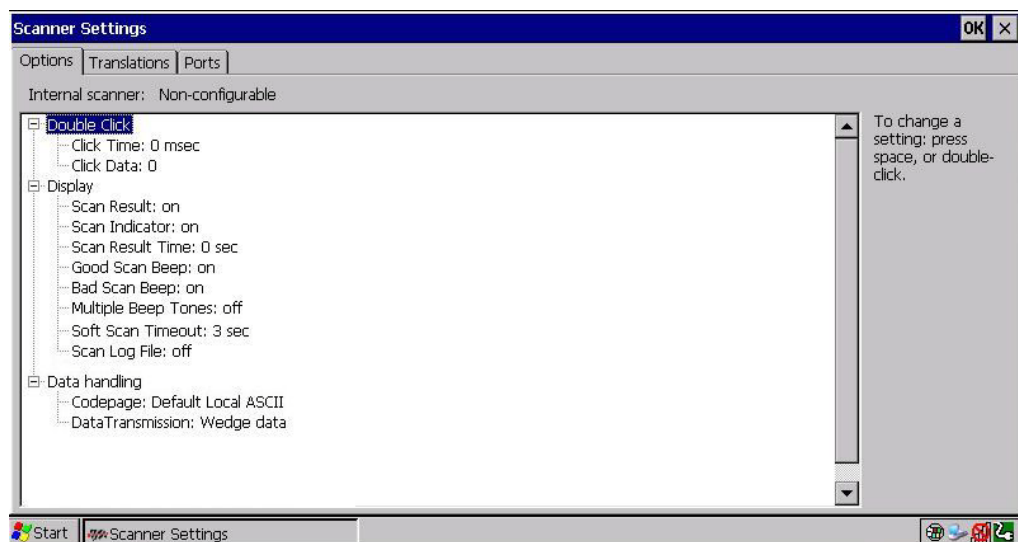 Scanner Settings OK ×
Options Translations Ports
Internal scanner: Non-configurable
Double Click
Click Time: 0 msec
Click Data: 0
Display
Scan Result: on
Scan Indicator: on
Scan Result Time: 0 sec
Good Scan Beep: on
Bad Scan Beep: on
Multiple Beep Tones: off
Soft Scan Timeout: 3 sec
Scan Log File: off
Data handling
Codepage: Default Local ASCII
DataTransmission: Wedge data
To change a
setting: press
space, or double-
click.
Start Scanner Settings